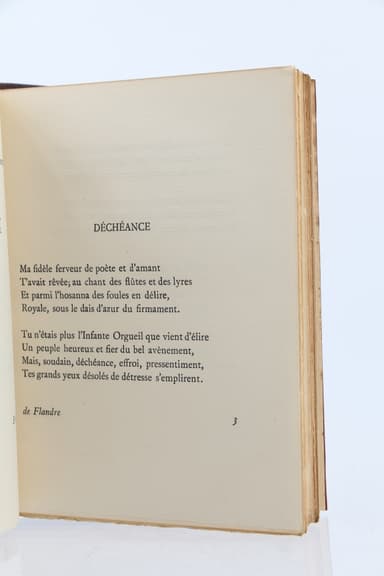 DÉCHÉANCE
Ma fidèle ferveur de poète et d'amant
T'avait rêvée; au chant des flûtes et des lyres
Et parmi l'hosanna des foules en délire,
Royale, sous le dais d'azur du firmament.
Tu n'étais plus l'Infante Orgueil que vient d'élire
Un peuple heureux et fier du bel avènement,
Mais, soudain, déchéance, effroi, pressentiment,
Tes grands yeux désolés de détresse s'emplirent.
de Flandre
3